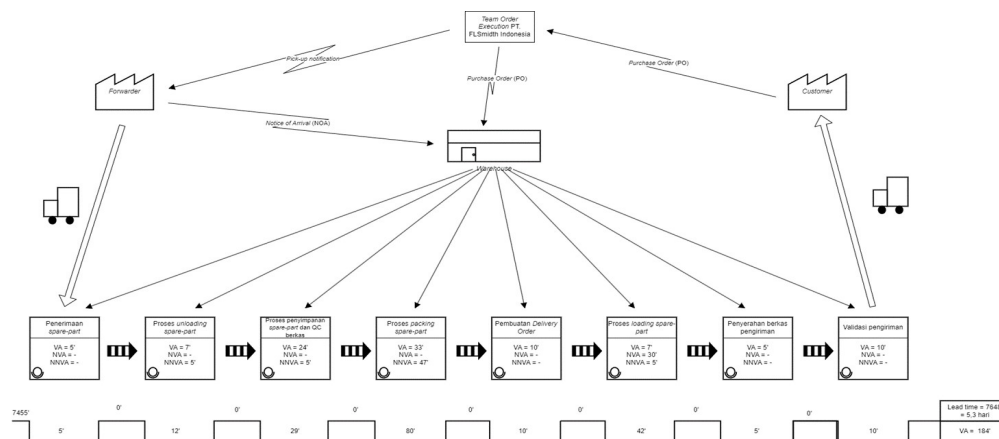 Team Order
Execution PT.
FLSmidth Indonesia
Pick-up notification
Purchase Order (PO)
Purchase Order (PO)
Forwarder
Customer
Notice of Arrival (NOA)
Warehouse
Penerimaan
spare-part
VA = 5'
NVA = -
NNVA = -
Proses unloading
spare-part
VA = 7'
NVA = -
NNVA = 5'
Proses penyimpanan
spare-part dan QC
berkas
VA = 24'
NVA = -
NNVA = 5'
Proses packing
spare-part
VA = 33'
NVA = -
NNVA = 47'
Pembuatan Delivery
Order
VA = 10'
NVA = -
NNVA = -
Proses loading spare-
part
VA = 7'
NVA = 30'
NNVA = 5'
Penyerahan berkas
pengiriman
VA = 5'
NVA = -
NNVA = -
Validasi pengiriman
VA = 10'
NVA = -
NNVA = -
7455'
0'
0'
0'
0'
0'
0'
0'
Lead time =
= 5,3 hari
5'
12'
29'
80'
10'
42'
5'
10'
VA = 184'